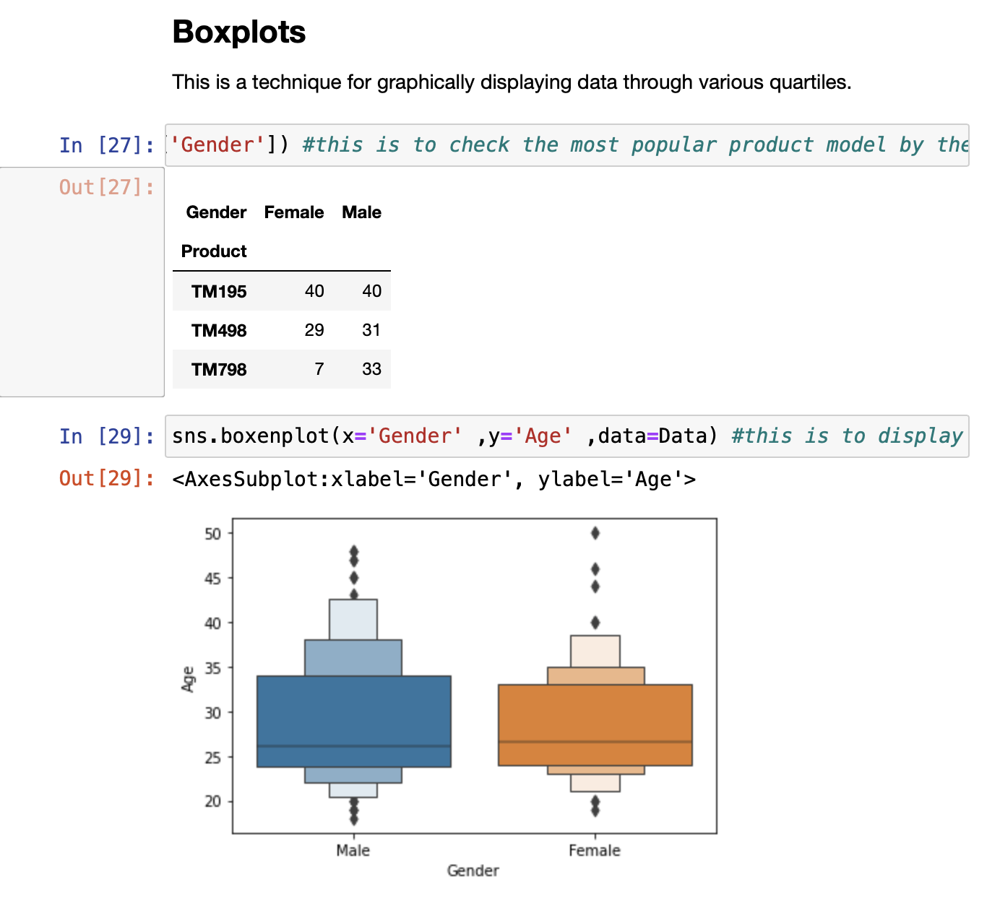 Boxplots
This is a technique for graphically displaying data through various quartiles.
In [27]: 'Gender']) #this is to check the most popular product model by the
Out[27]:
Gender Female Male
Product
TM195 40 40
TM498 29 31
TM798 7 33
In [29]: sns.boxenplot(x='Gender' ,y='Age' ,data=Data) #this is to display
Out[29]: <AxesSubplot:xlabel='Gender', ylabel='Age'>
50
45
40
35
30
25
20
Age
Male Female
Gender